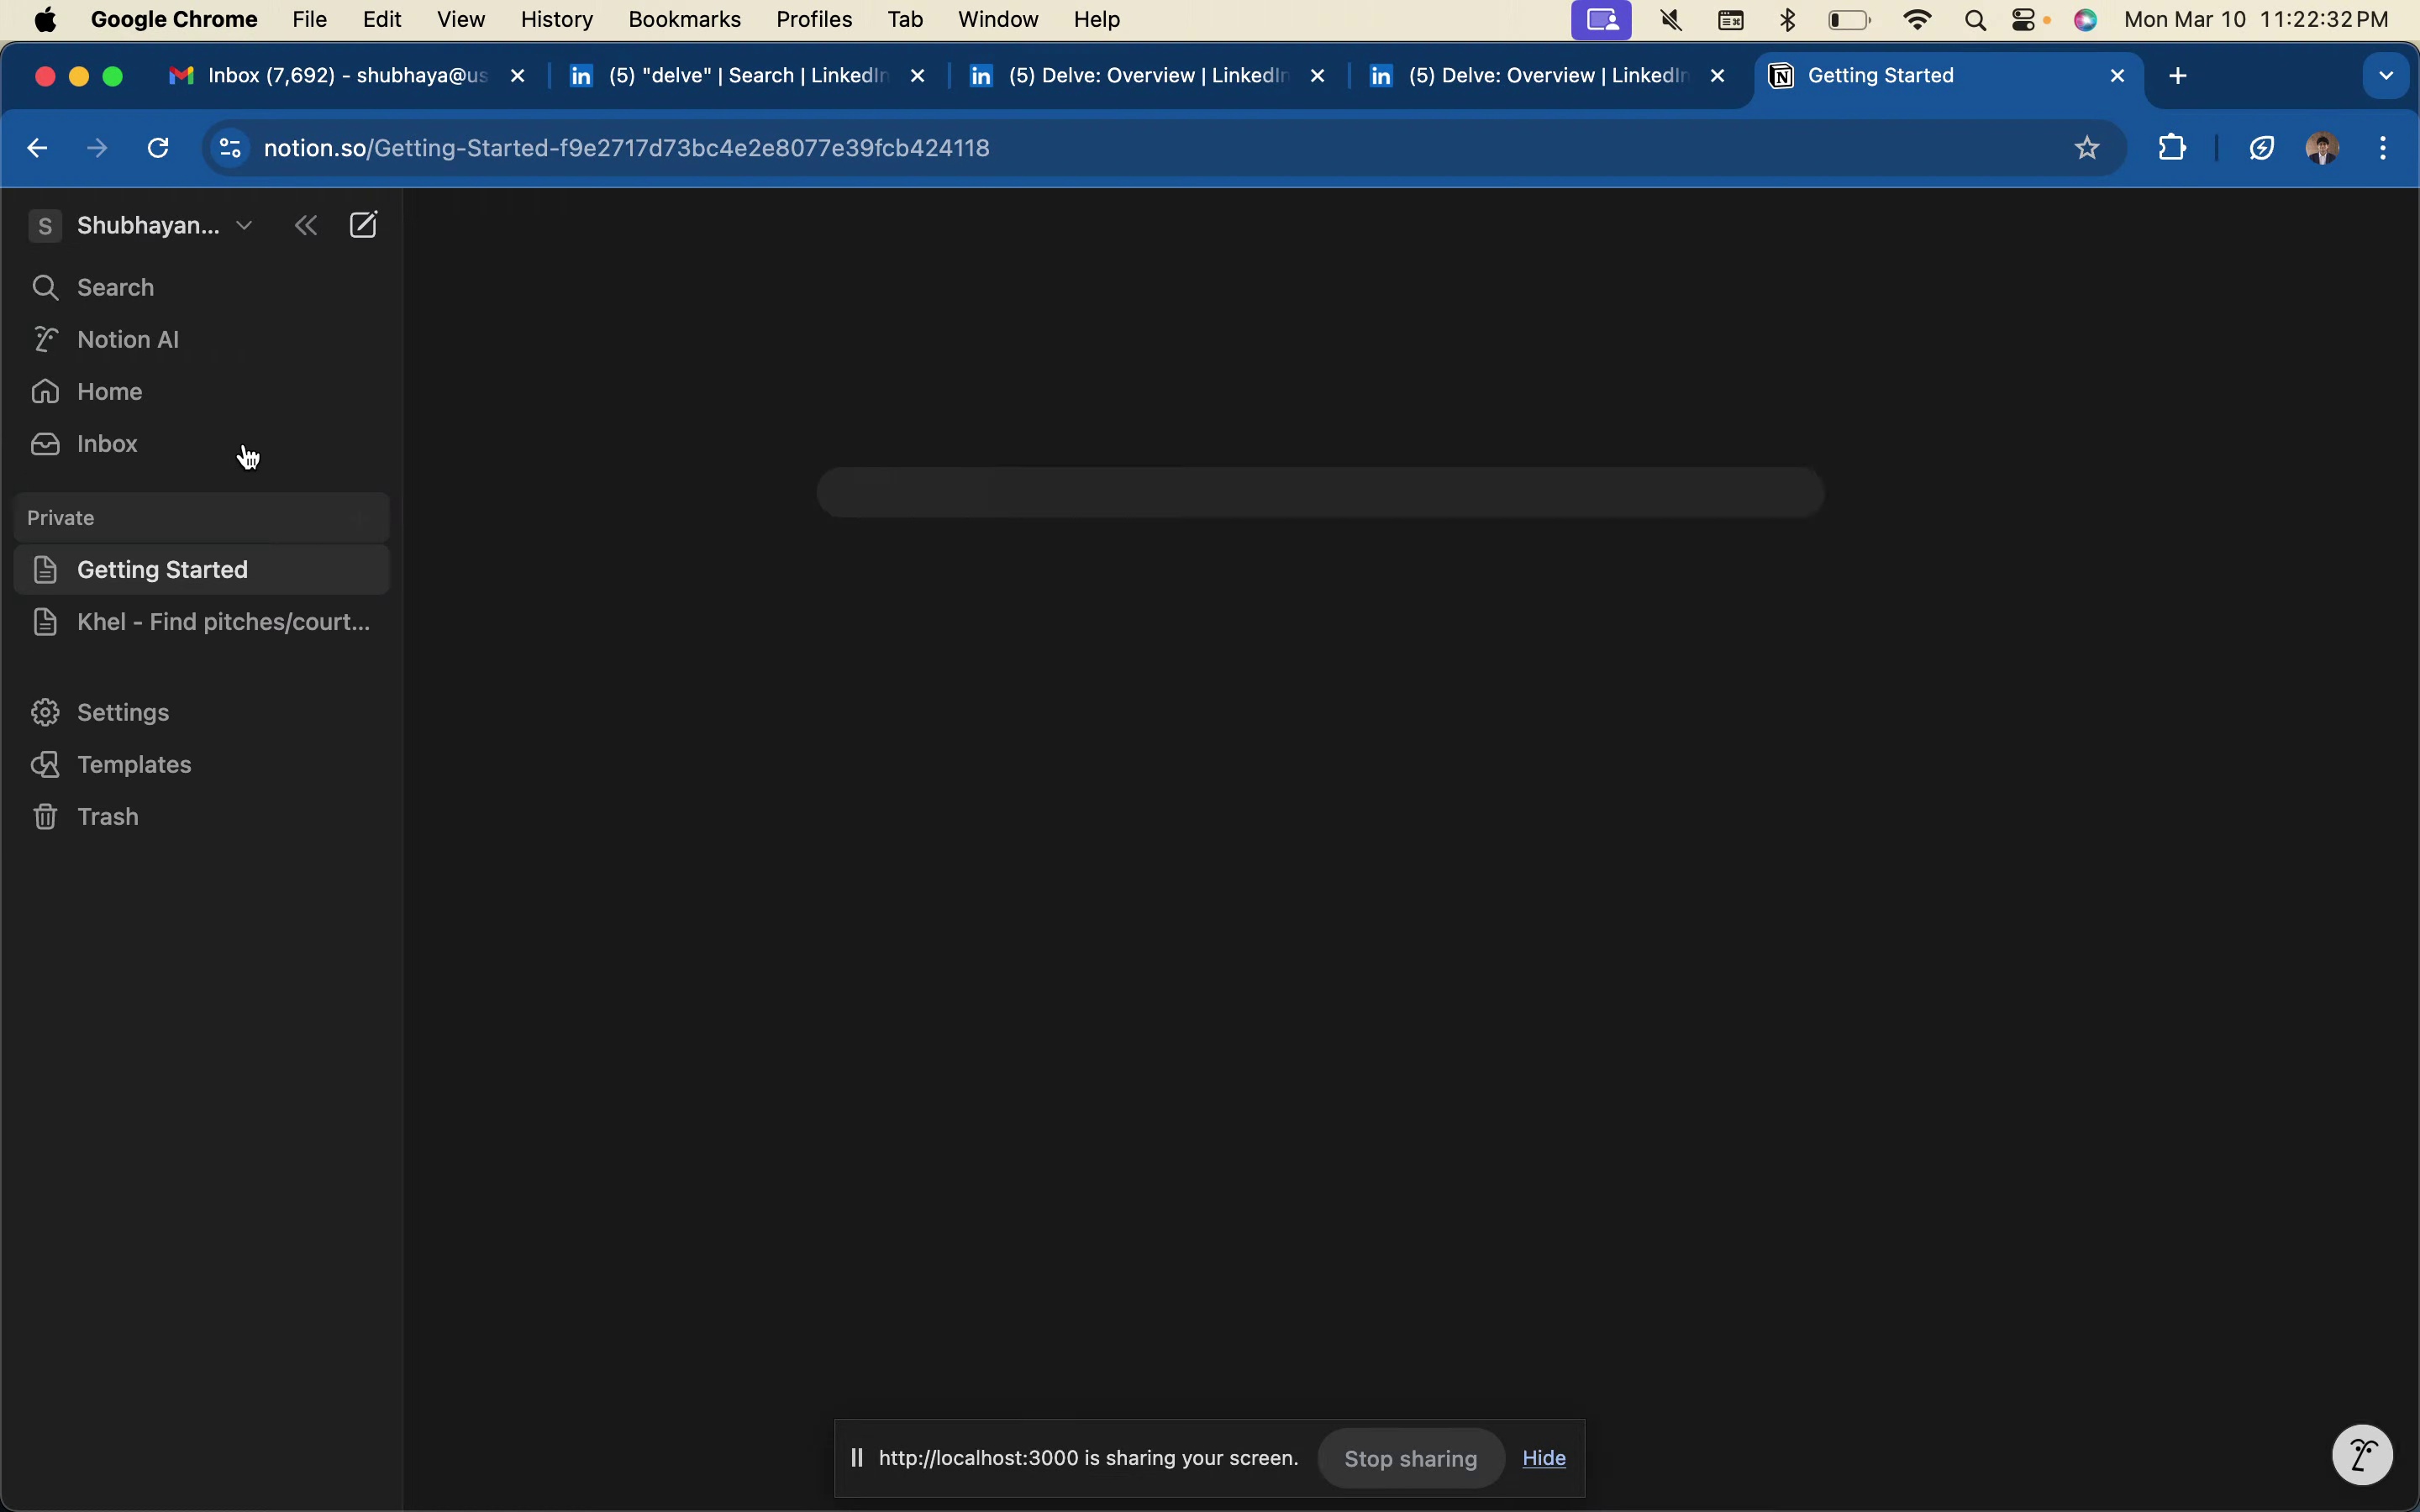 Google Chrome File Edit View History Bookmarks Profiles Tab Window Help Mon Mar 10 11:22:32 PM
Inbox (7,692) - shubhaya@us (5) "delve" | Search | LinkedIn (5) Delve: Overview | LinkedIn (5) Delve: Overview | LinkedIn Getting Started
notion.so/Getting-Started-f9e2717d73bc4e2e8077e39fcb424118
S Shubhayan...
Search
Notion AI
Home
Inbox
Private
Getting Started
Khel - Find pitches/court...
Settings
Templates
Trash
http://localhost:3000 is sharing your screen. Stop sharing Hide